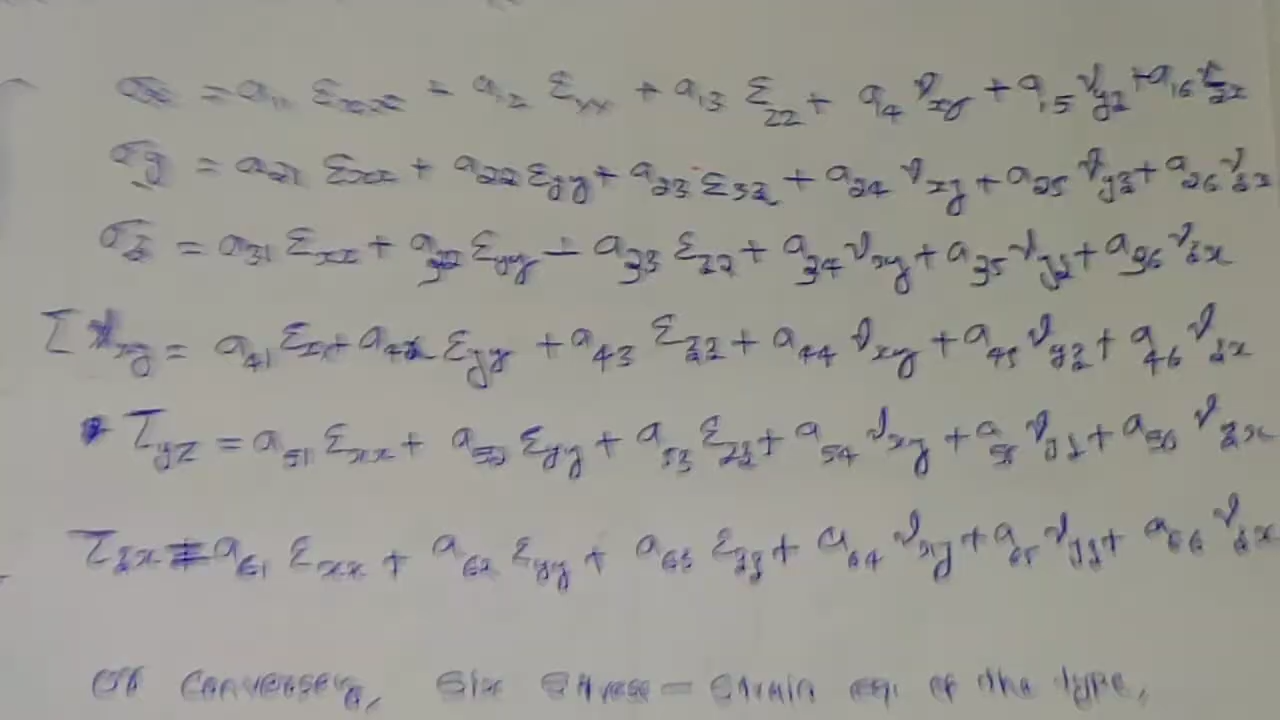 σx = a11 εxx = a12 εyy + a13 εzz + a4 γxy + a15 γyz + a16 γzx
σy = a21 εxx + a22 εyy + a23 εzz + a24 γxy + a25 γyz + a26 γzx
σz = a31 εxx + a32 εyy + a33 εzz + a34 γxy + a35 γyz + a36 γzx
τxy = a41 εxx + a42 εyy + a43 εzz + a44 γxy + a45 γyz + a46 γzx
τyz = a51 εxx + a52 εyy + a53 εzz + a54 γxy + a55 γyz + a56 γzx
τzx = a61 εxx + a62 εyy + a63 εzz + a64 γxy + a65 γyz + a66 γzx
or conversely, six stress - strain eq. of the type,